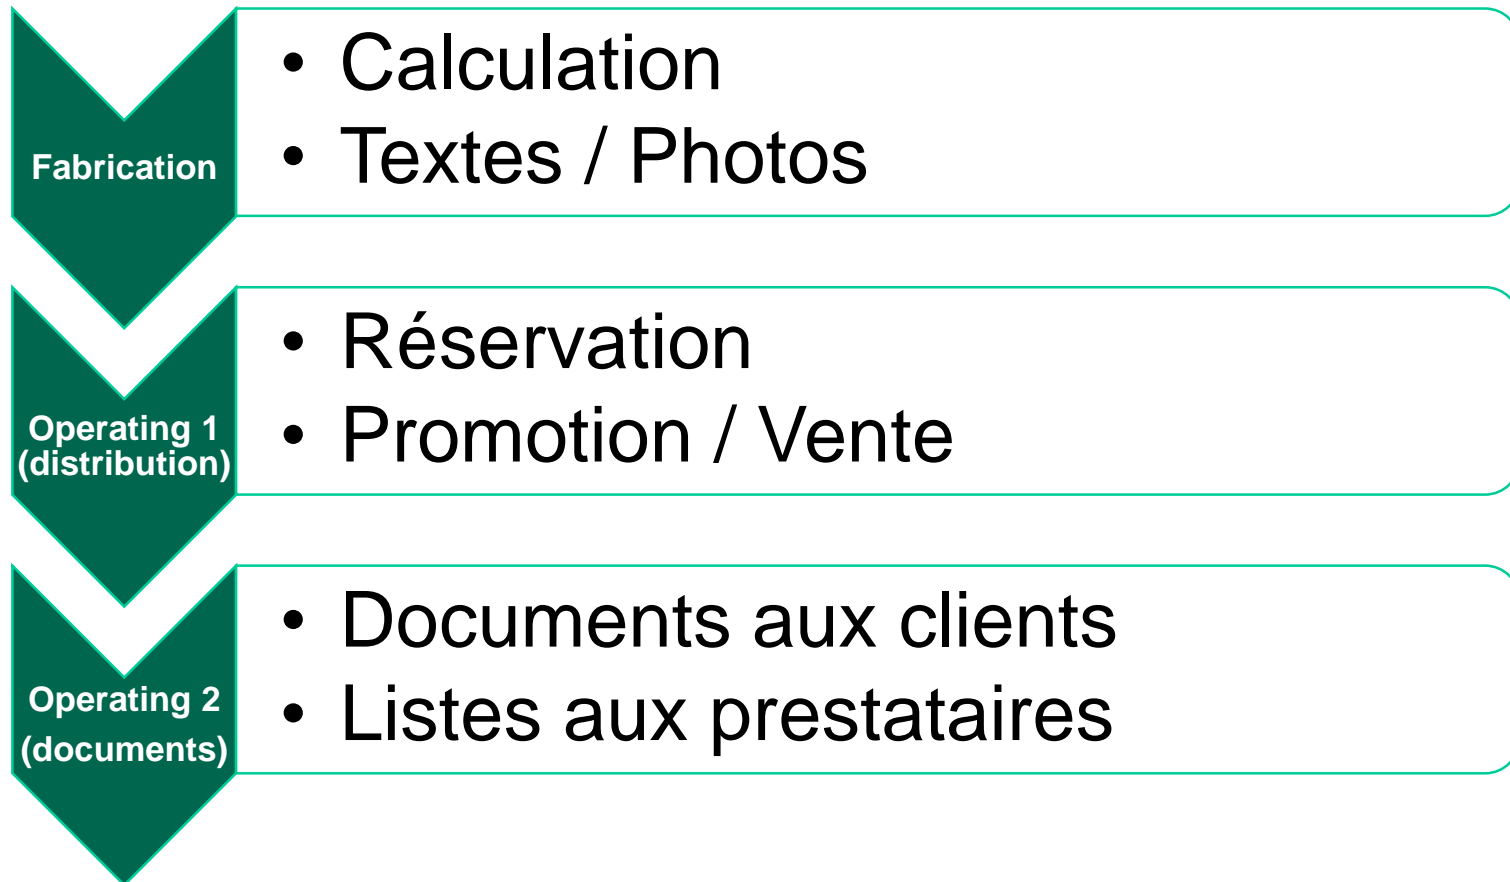 Fabrication
• Calculation
• Textes / Photos
Operating 1
(distribution)
• Réservation
• Promotion / Vente
Operating 2
(documents)
• Documents aux clients
• Listes aux prestataires